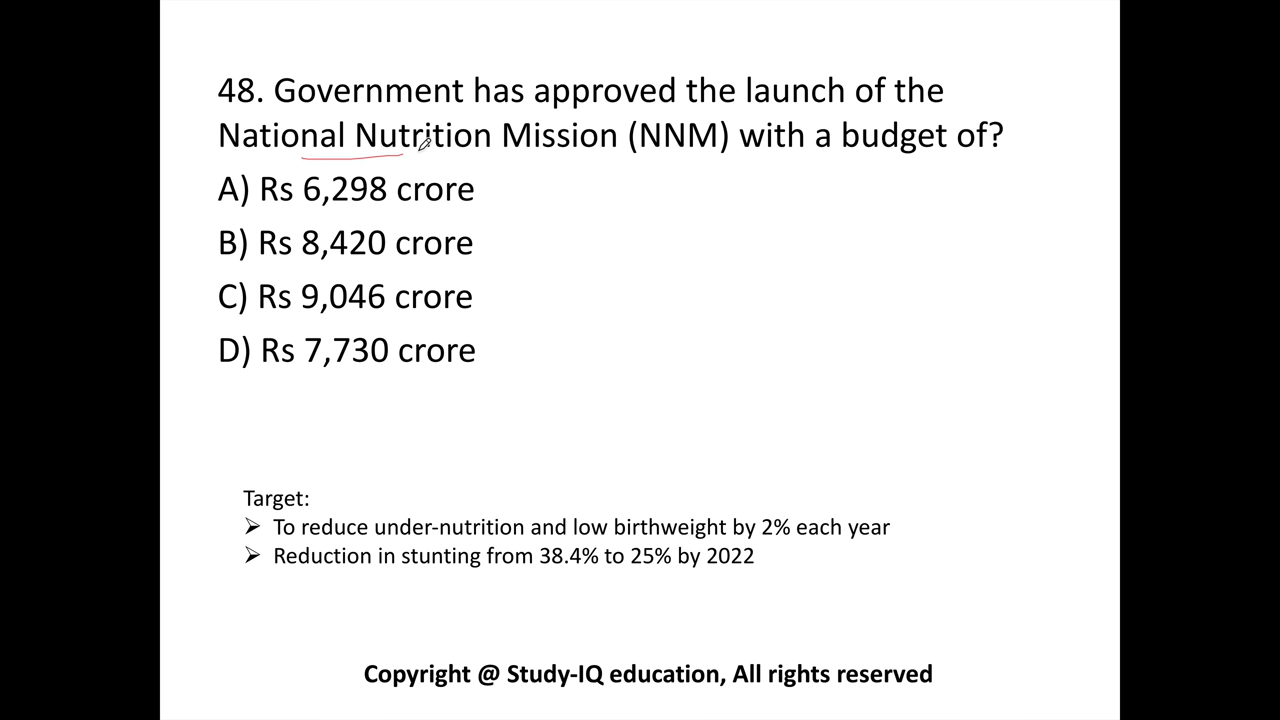 48. Government has approved the launch of the
National Nutrition Mission (NNM) with a budget of?
A) Rs 6,298 crore
B) Rs 8,420 crore
C) Rs 9,046 crore
D) Rs 7,730 crore
Target:
➢ To reduce under-nutrition and low birthweight by 2% each year
➢ Reduction in stunting from 38.4% to 25% by 2022
Copyright @ Study-IQ education, All rights reserved